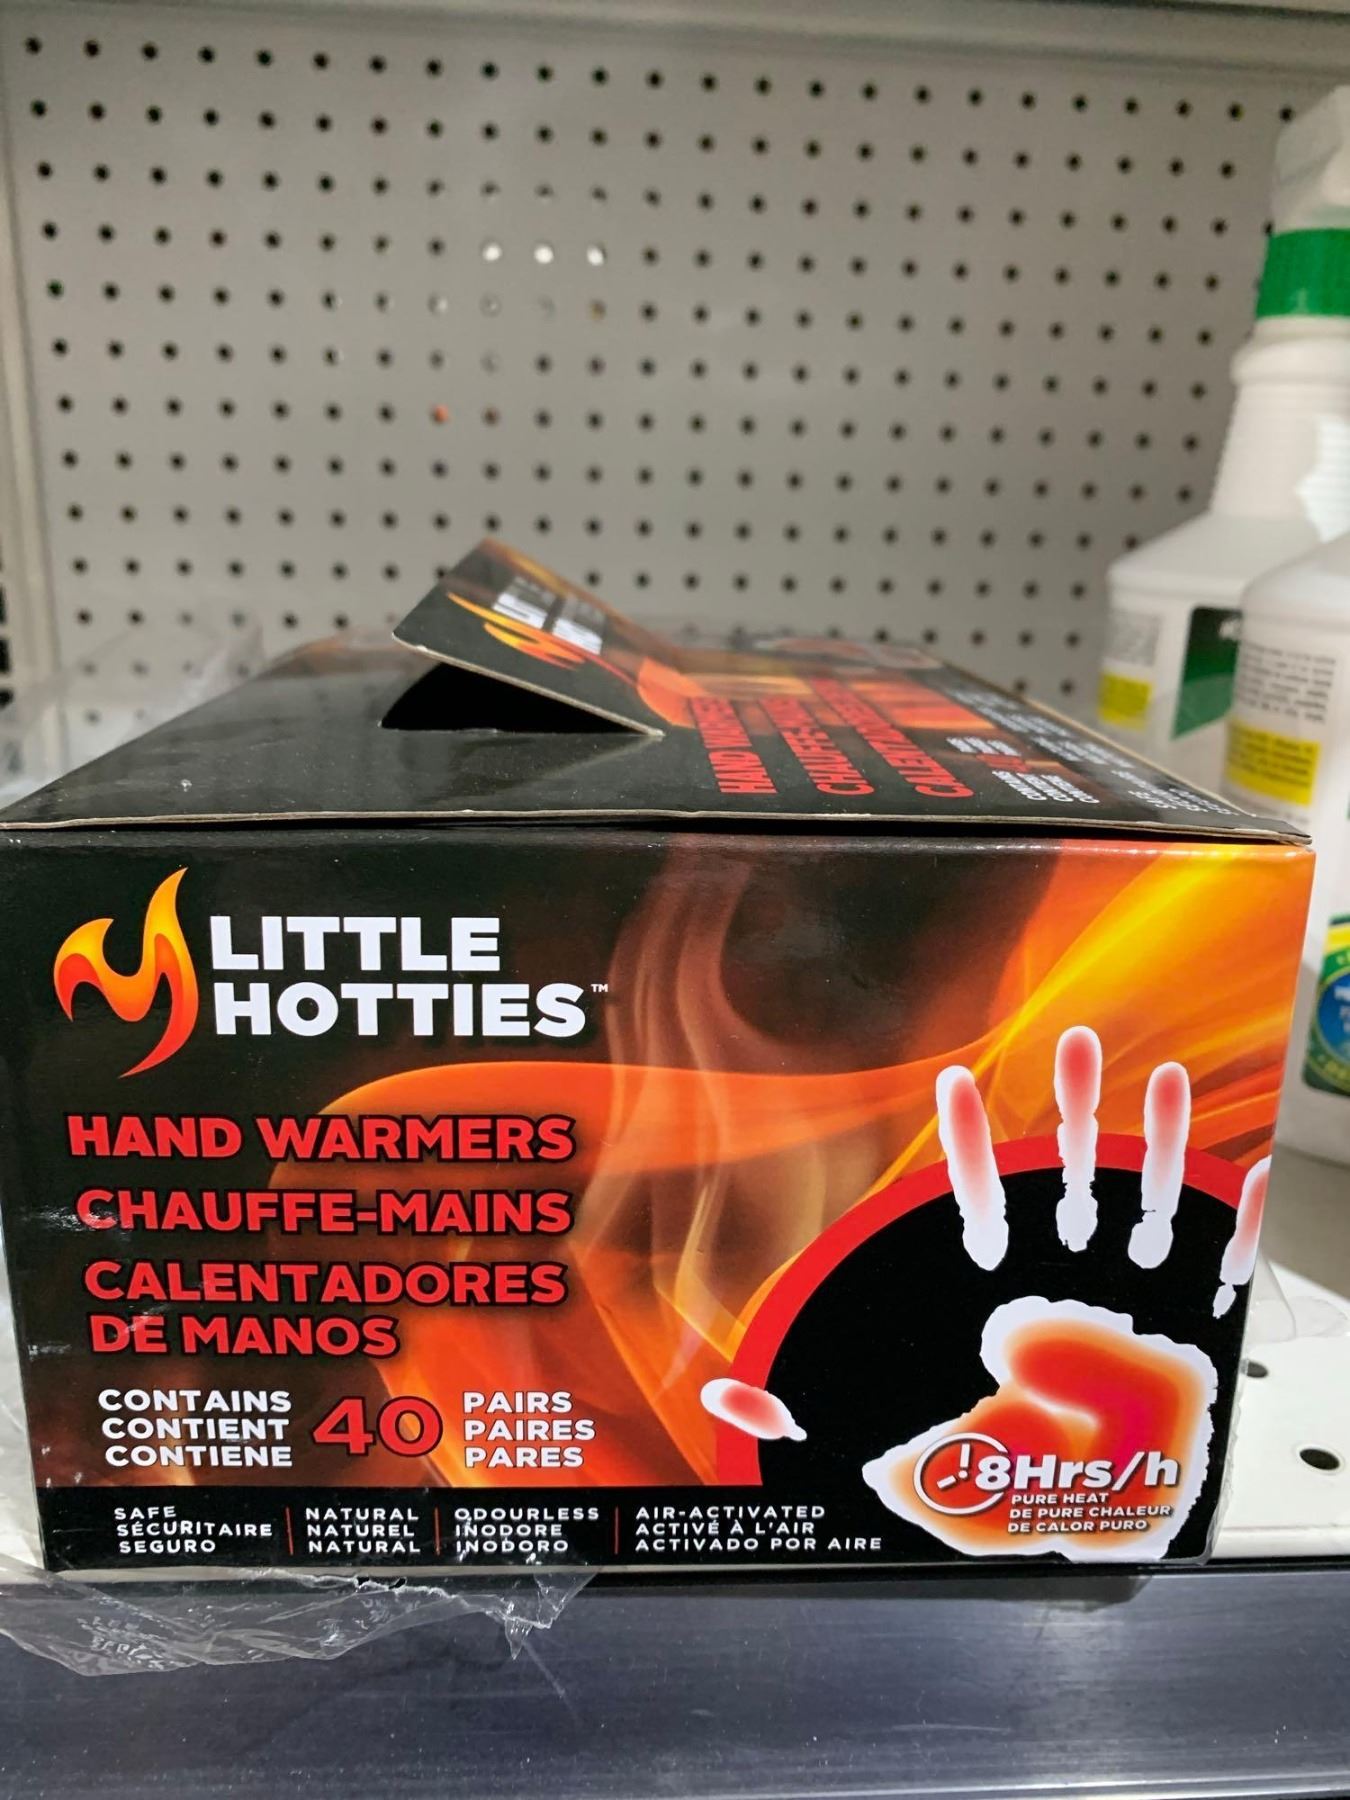 HAND WARMERS
CHAUFFE-MAINS
CALENTADORES
LITTLE
HOTTIES™
HAND WARMERS
CHAUFFE-MAINS
CALENTADORES
DE MANOS
CONTAINS
CONTIENT
CONTIENE
40
PAIRS
PAIRES
PARES
8Hrs/h
PURE HEAT
DE PURE CHALEUR
DE CALOR PURO
SAFE
SÉCURITAIRE
SEGURO
NATURAL
NATUREL
NATURAL
ODOURLESS
INODORE
INODORO
AIR-ACTIVATED
ACTIVÉ À L'AIR
ACTIVADO POR AIRE